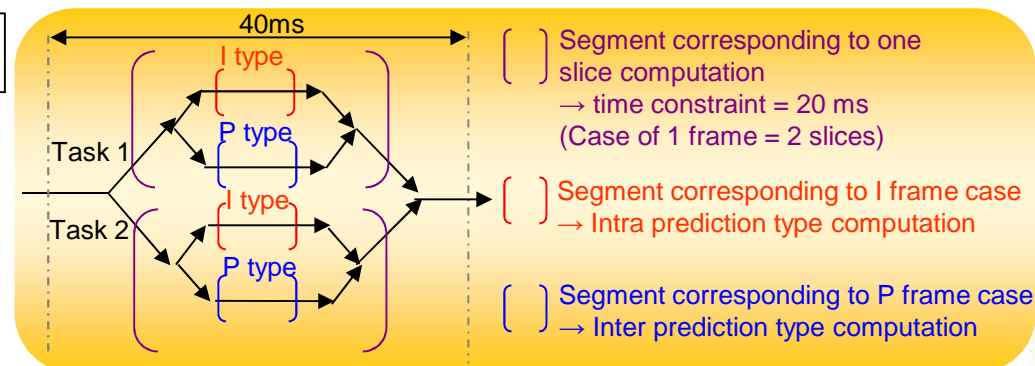 40ms
I type
P type
Task 1
I type
Task 2
P type
Segment corresponding to one
slice computation
→ time constraint = 20 ms
(Case of 1 frame = 2 slices)
Segment corresponding to I frame case
→ Intra prediction type computation
Segment corresponding to P frame case
→ Inter prediction type computation